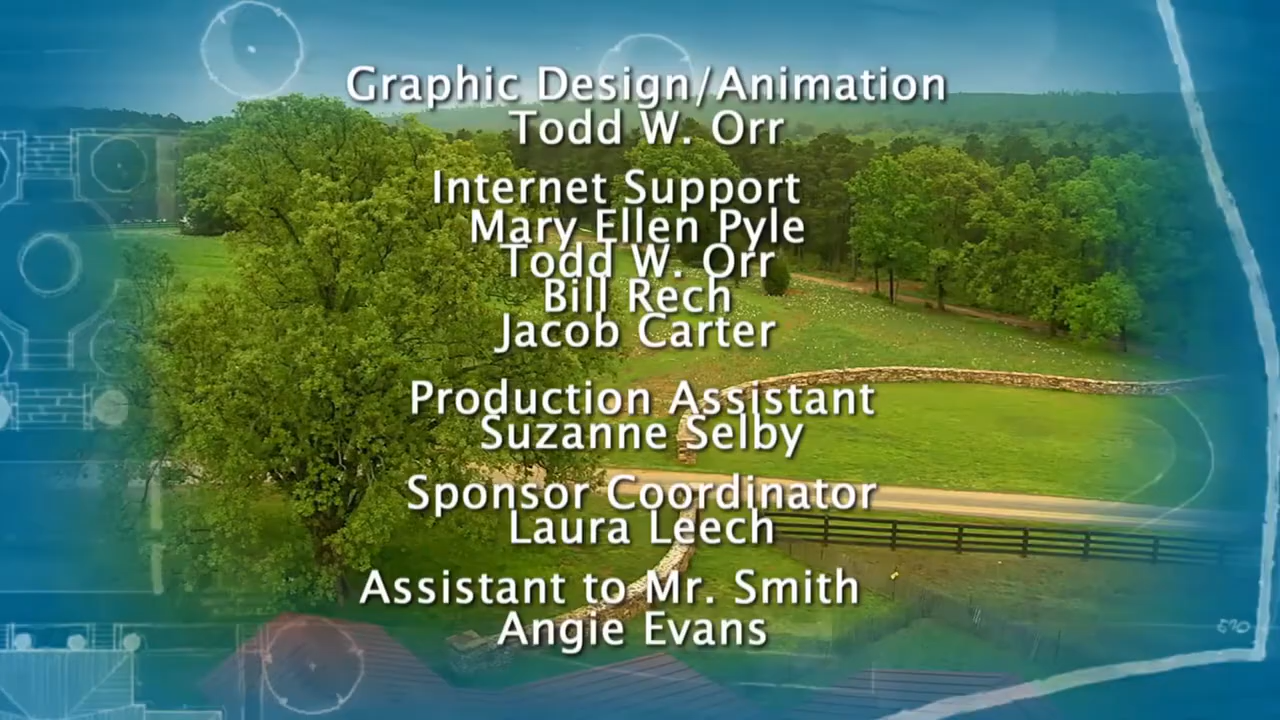 Graphic Design/Animation
Todd W. Orr
Internet Support
Mary Ellen Pyle
Todd W. Orr
Bill Rech
Jacob Carter
Production Assistant
Suzanne Selby
Sponsor Coordinator
Laura Leech
Assistant to Mr. Smith
Angie Evans